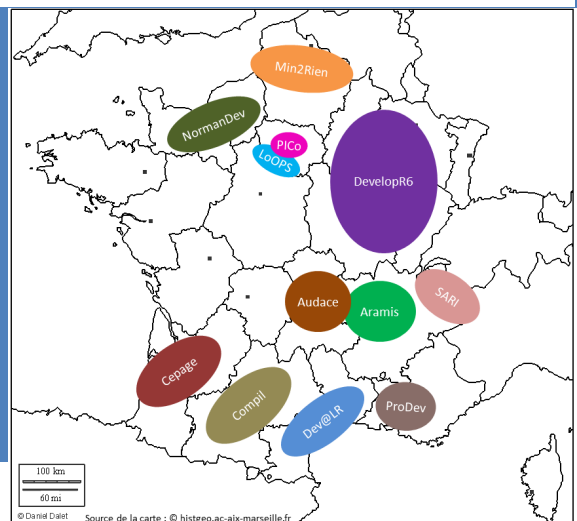 Min2Rien
NormanDev
PICo
LoOPS
DevelopR6
Audace
Aramis
SARI
Cepage
Compil
Dev@LR
ProDev
100 km
60 mi
© Daniel Dalet
Source de la carte : © histgeo.ac-aix-marseille.fr